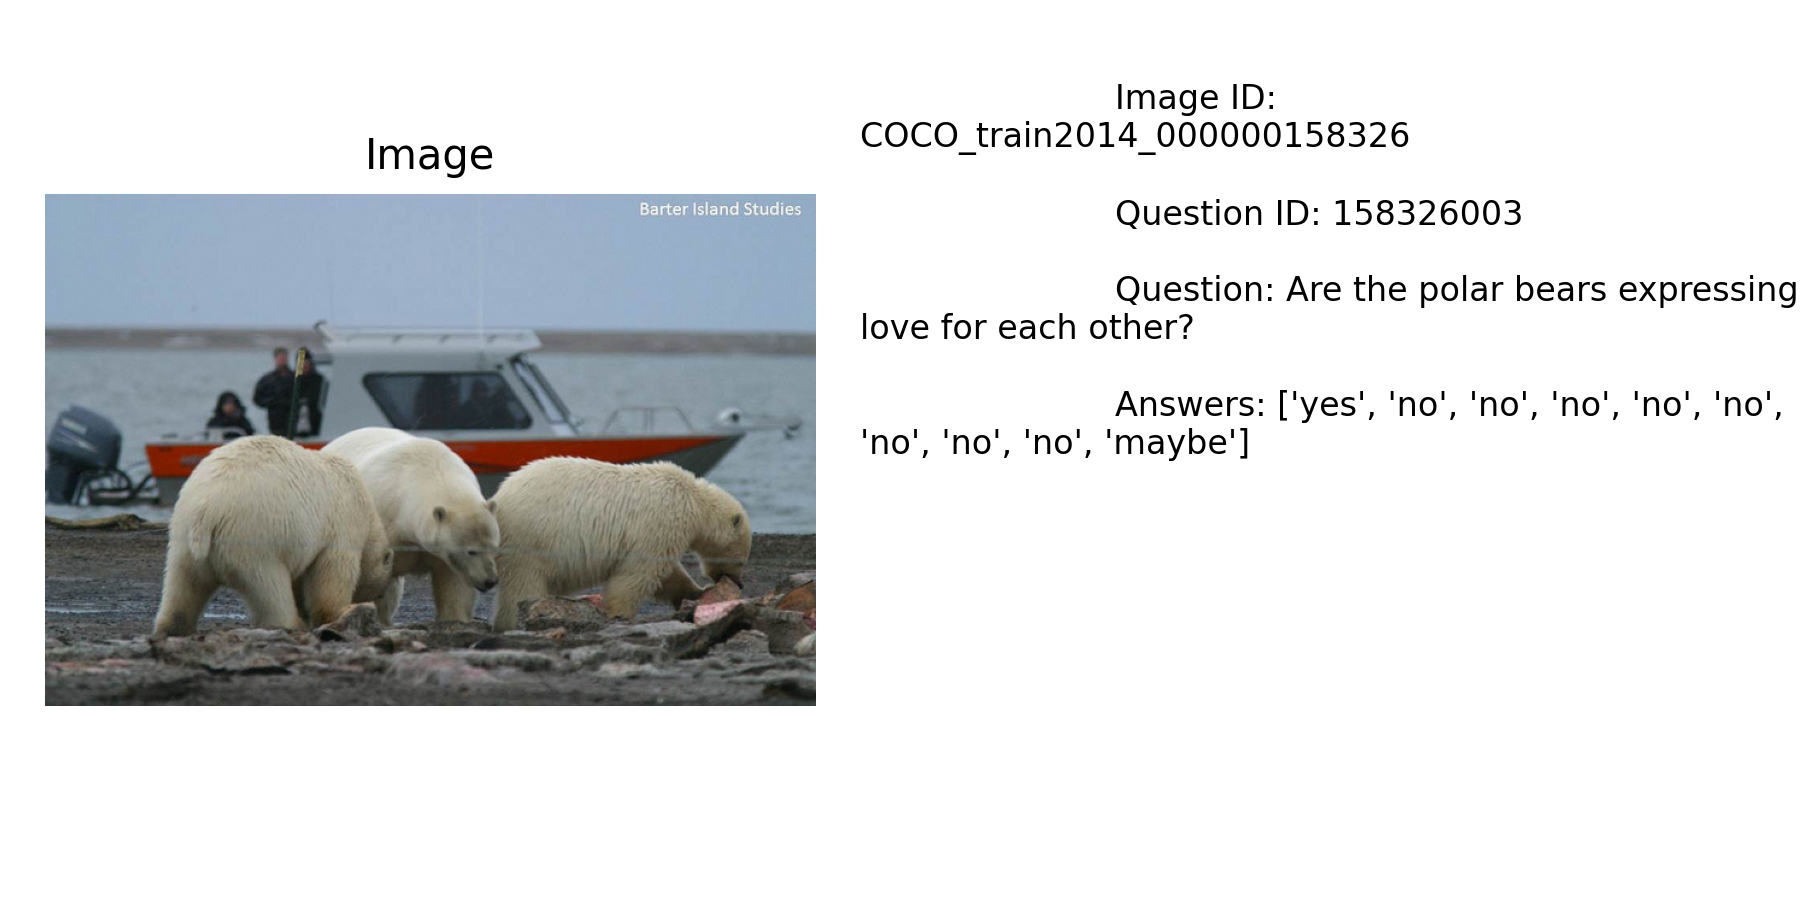 Image
Barter Island Studies
Image ID:
COCO_train2014_000000158326
Question ID: 158326003
Question: Are the polar bears expressing
love for each other?
Answers: ['yes', 'no', 'no', 'no', 'no', 'no',
'no', 'no', 'no', 'maybe']